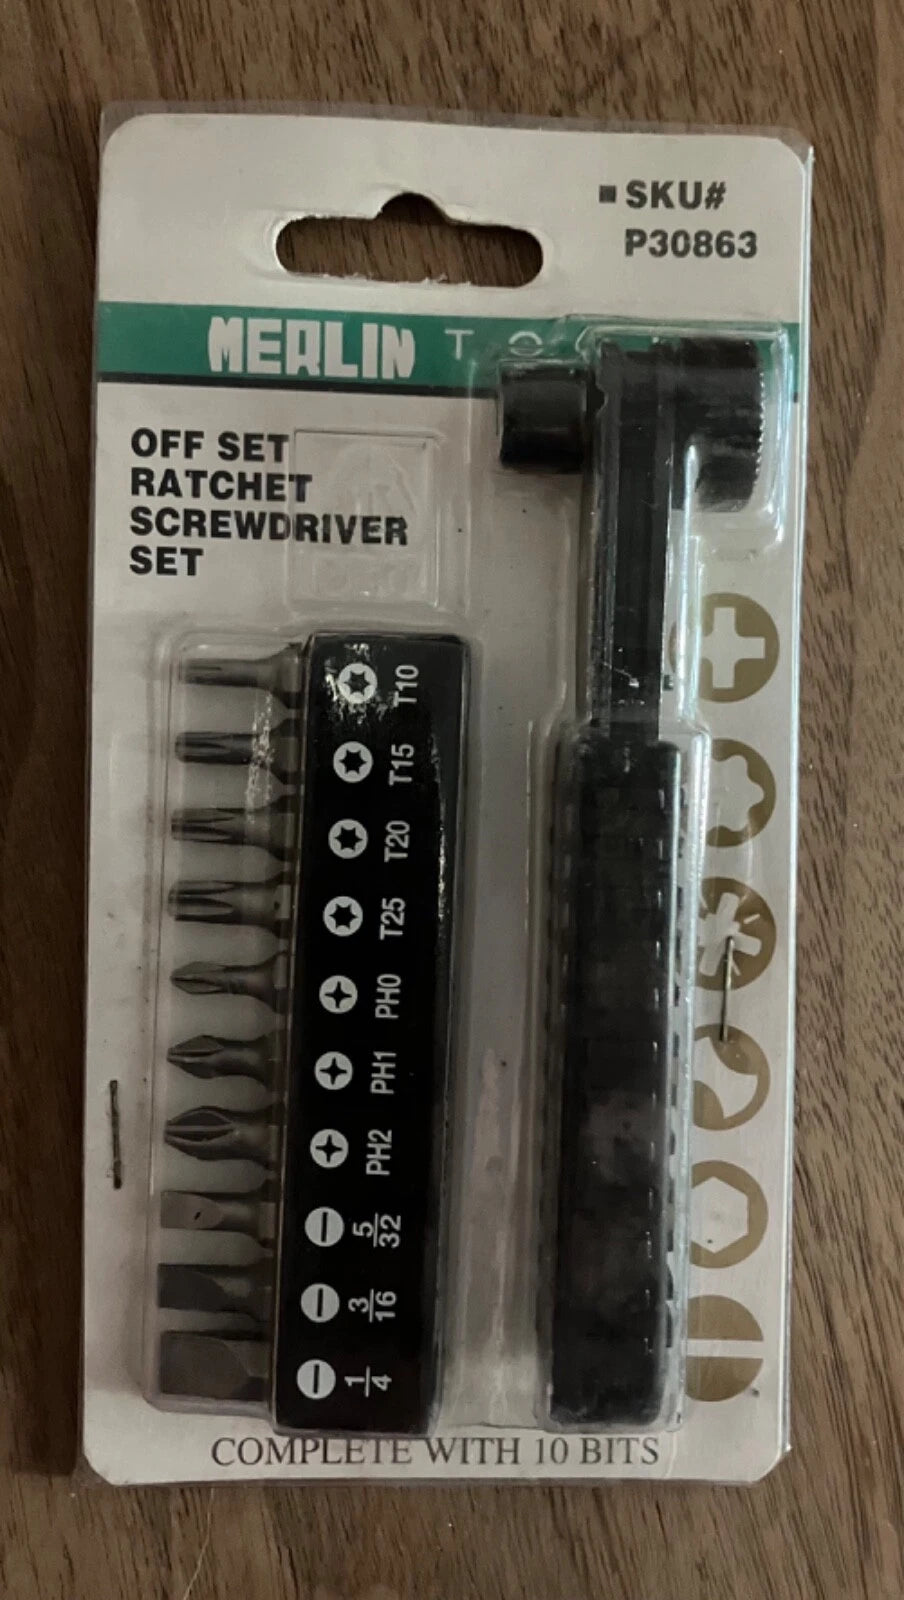 SKU#
P30863
MERLIN
OFF SET
RATCHET
SCREWDRIVER
SET
T10
T15
T20
T25
PH0
PH1
PH2
5/32
3/16
1/4
COMPLETE WITH 10 BITS